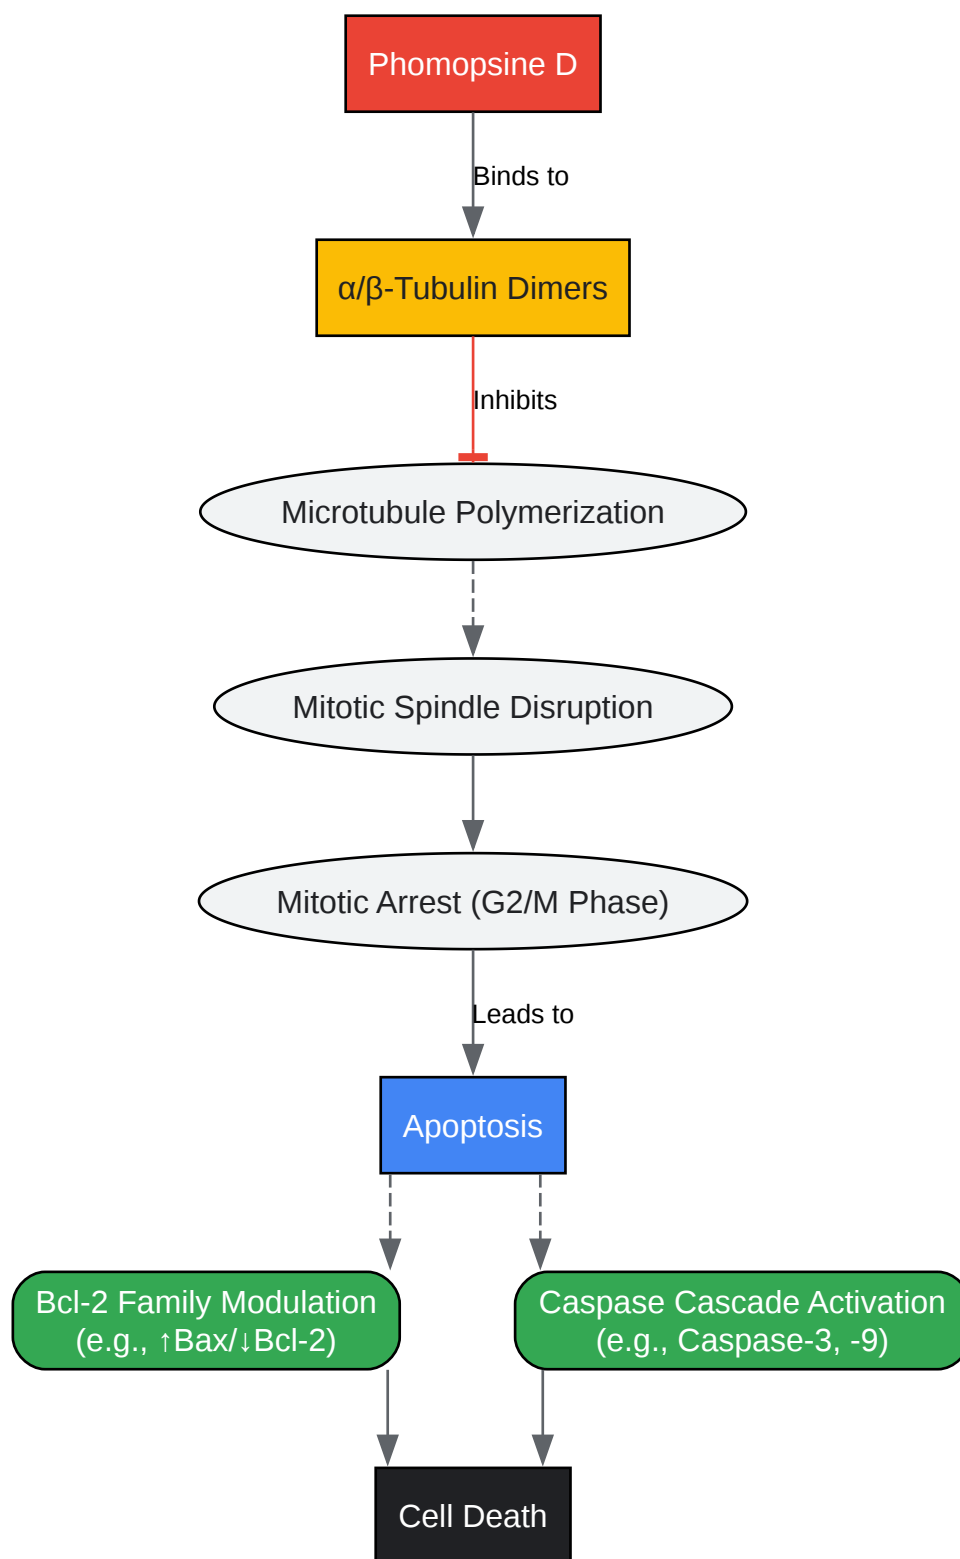 Phomopsine D
Binds to
α/β-Tubulin Dimers
Inhibits
Microtubule Polymerization
Mitotic Spindle Disruption
Mitotic Arrest (G2/M Phase)
Leads to
Apoptosis
Bcl-2 Family Modulation
(e.g., ↑Bax/↓Bcl-2)
Caspase Cascade Activation
(e.g., Caspase-3, -9)
Cell Death